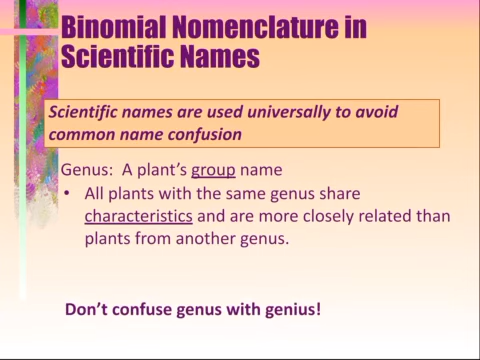 Binomial Nomenclature in
Scientific Names
Scientific names are used universally to avoid
common name confusion
Genus: A plant’s group name
• All plants with the same genus share
characteristics and are more closely related than
plants from another genus.
Don’t confuse genus with genius!